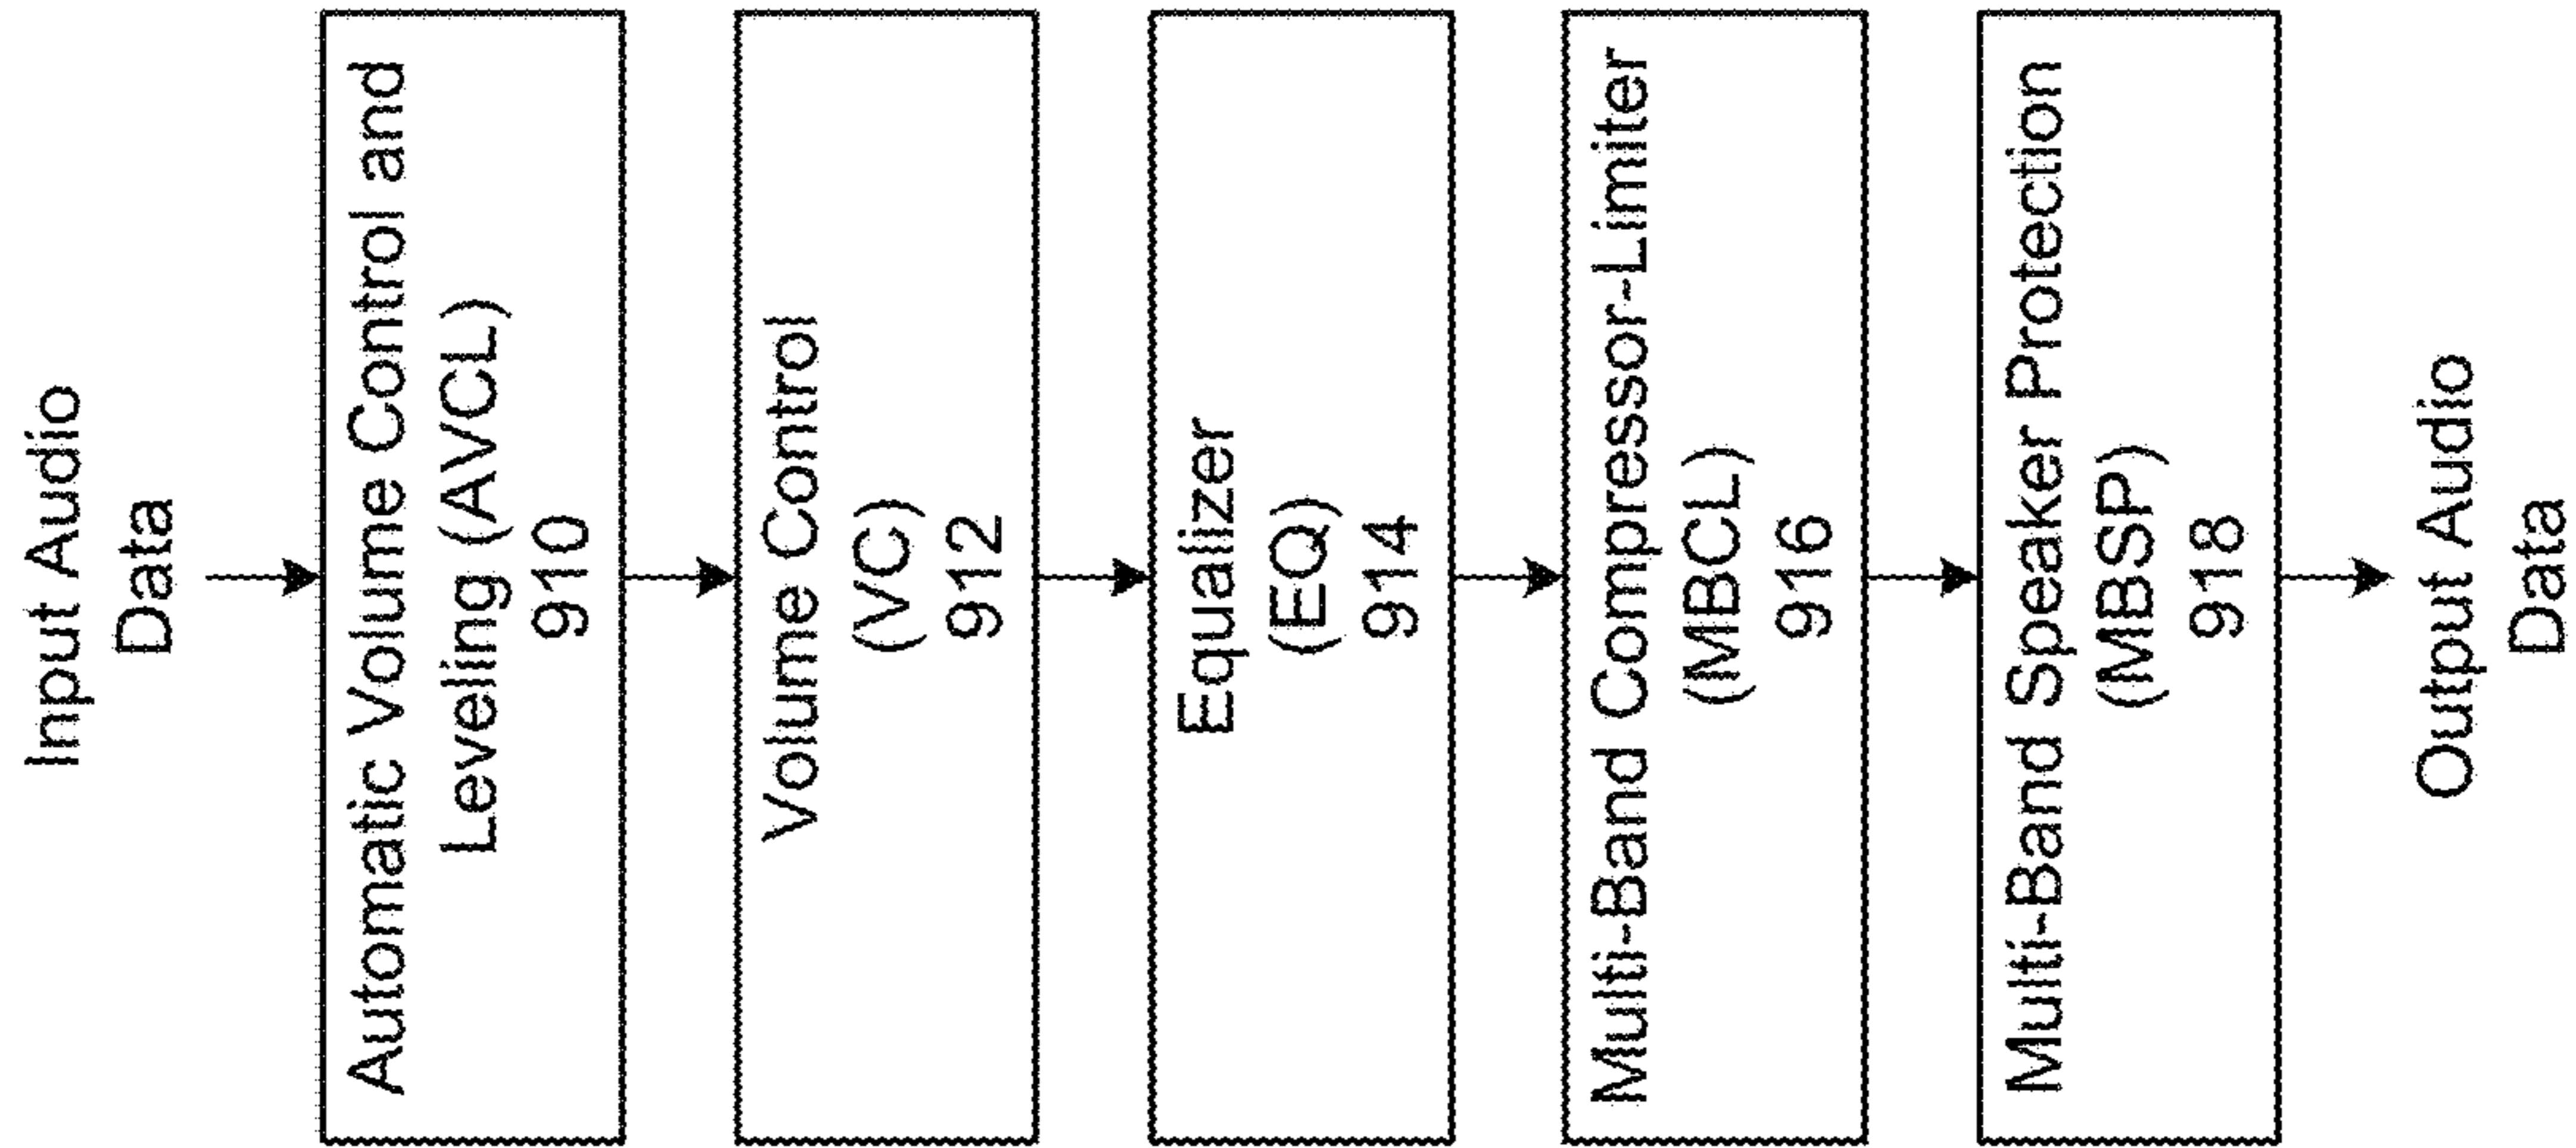 Input Audio
Data
Automatic Volume Control and
Leveling (AVCL)
910
Volume Control
(VC)
912
Equalizer
(EQ)
914
Multi-Band Compressor-Limiter
(MBCL)
916
Multi-Band Speaker Protection
(MBSP)
918
Output Audio
Data